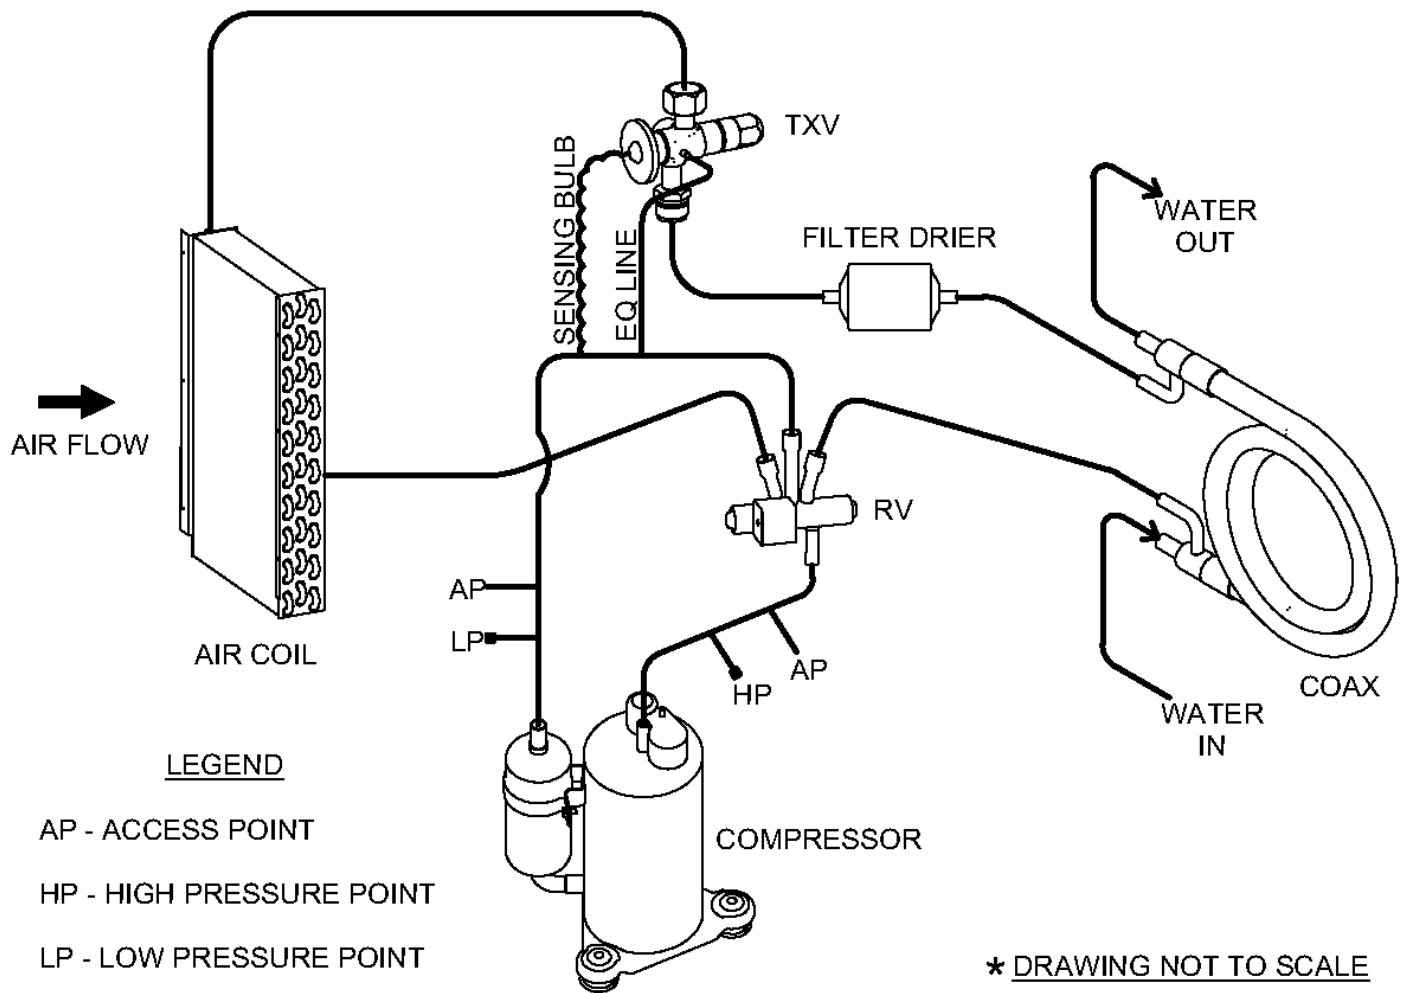 TXV
SENSING BULB
EQ LINE
FILTER DRIER
WATER
OUT
AIR FLOW
RV
AP
LP
AIR COIL
AP
HP
COAX
WATER
IN
LEGEND
AP - ACCESS POINT
HP - HIGH PRESSURE POINT
LP - LOW PRESSURE POINT
COMPRESSOR
* DRAWING NOT TO SCALE